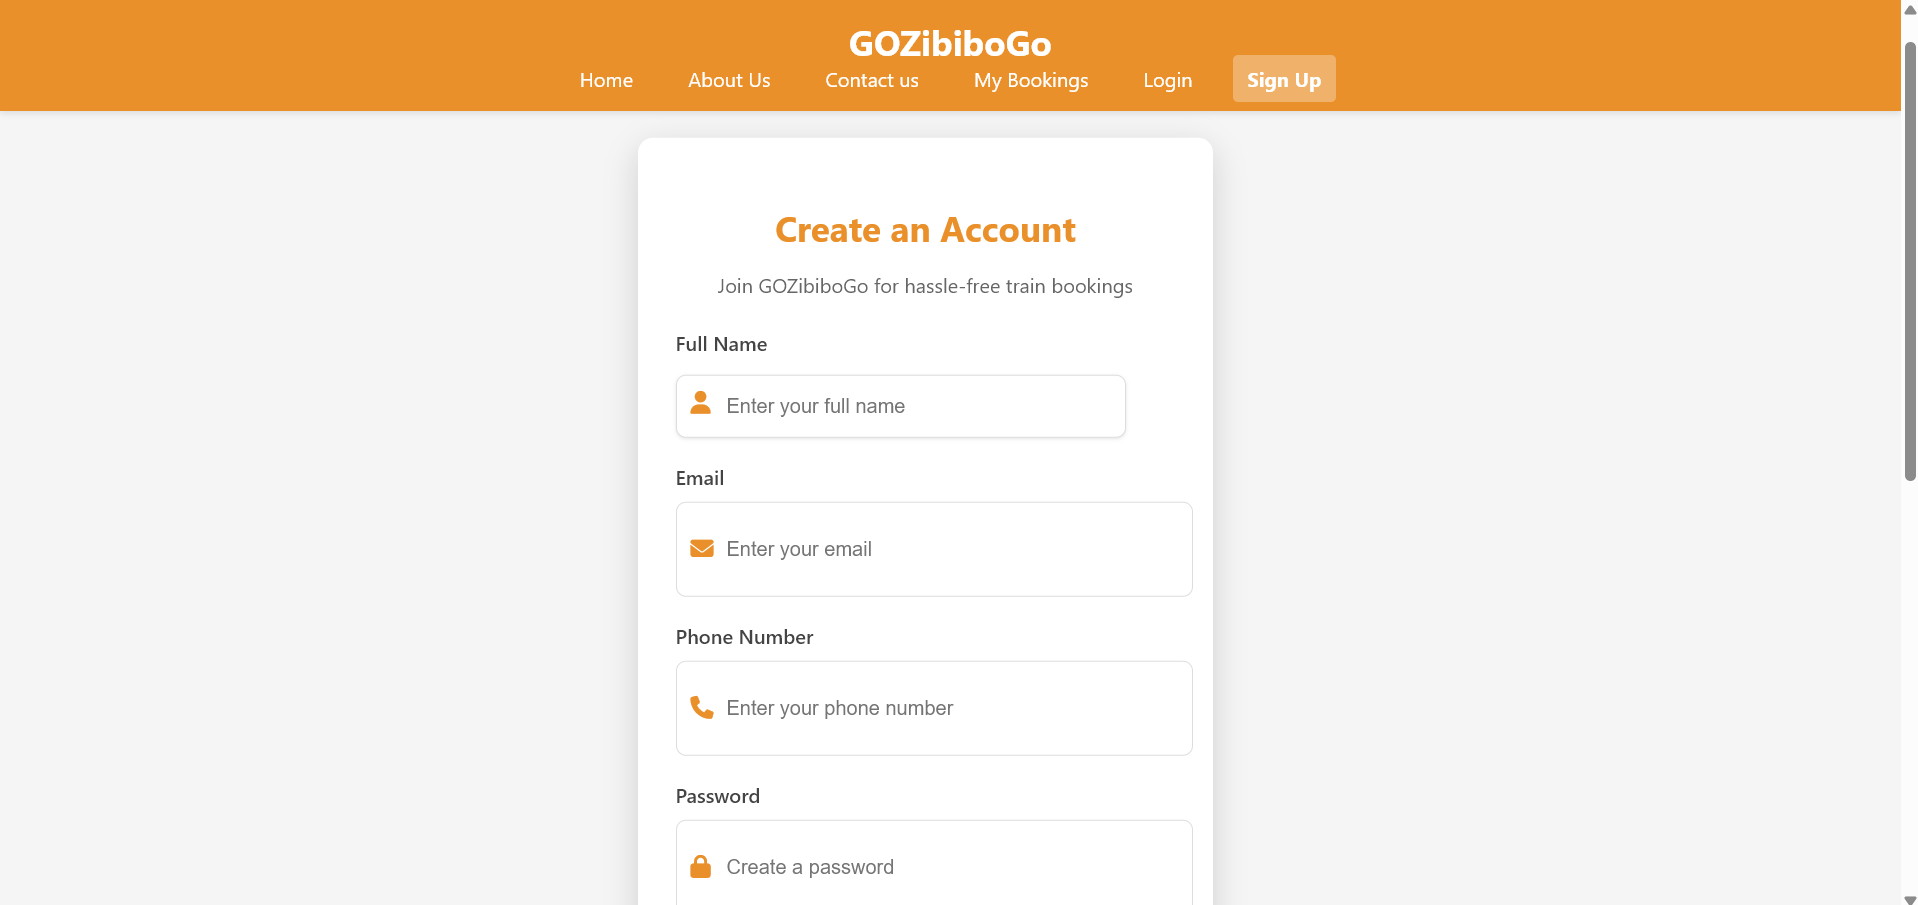 GOZibiboGo
Home About Us Contact us My Bookings Login Sign Up
Create an Account
Join GOZibiboGo for hassle-free train bookings
Full Name
Enter your full name
Email
Enter your email
Phone Number
Enter your phone number
Password
Create a password